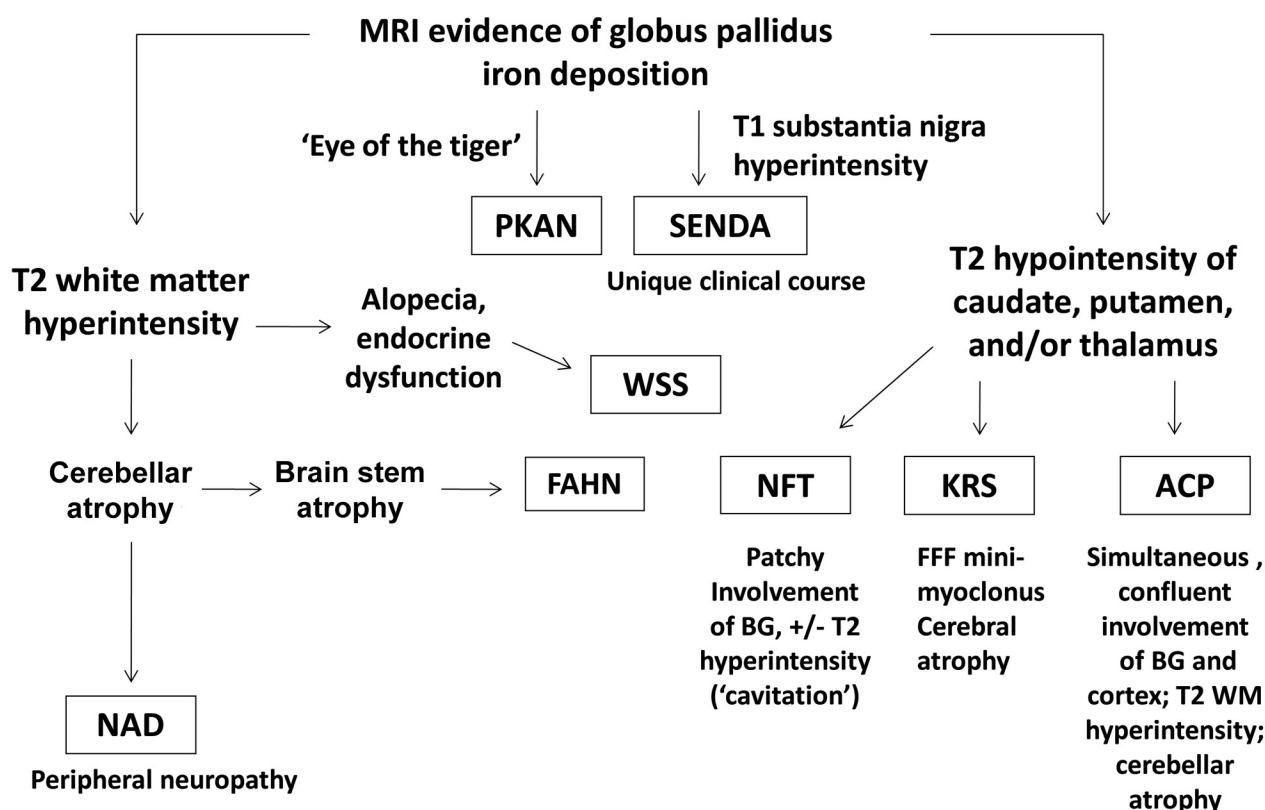 MRI evidence of globus pallidus
iron deposition
‘Eye of the tiger’
T1 substantia nigra
hyperintensity
PKAN
SENDA
Unique clinical course
T2 white matter
hyperintensity
Alopecia,
endocrine
dysfunction
WSS
T2 hypointensity of
caudate, putamen,
and/or thalamus
Cerebellar
atrophy
Brain stem
atrophy
FAHN
NFT
KRS
ACP
Patchy
Involvement
of BG, +/- T2
hyperintensity
(‘cavitation’)
FFF mini-
myoclonus
Cerebral
atrophy
Simultaneous ,
confluent
involvement
of BG and
cortex; T2 WM
hyperintensity;
cerebellar
atrophy
NAD
Peripheral neuropathy